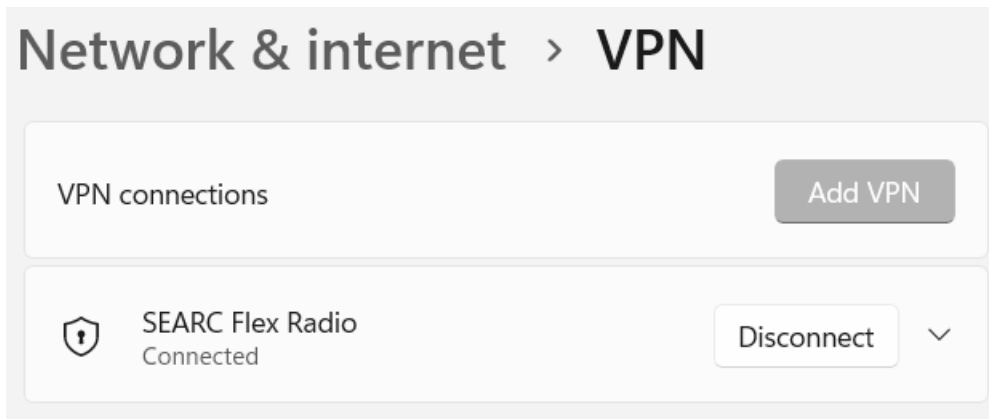 Network & internet > VPN
VPN connections
Add VPN
SEARC Flex Radio
Connected
Disconnect